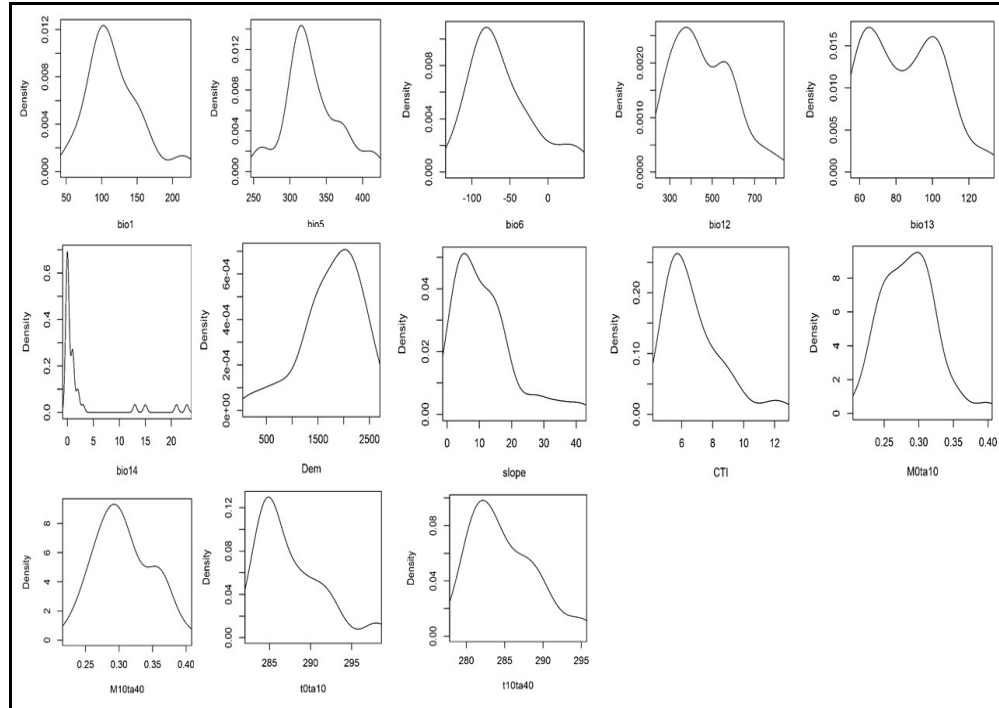 Density
0.000 0.004 0.008 0.012
50 100 150 200
bio1
Density
0.000 0.004 0.008 0.012
250 300 350 400
bio5
Density
0.000 0.004 0.008
-100 -50 0
bio6
Density
0.0000 0.0010 0.0020
300 500 700
bio12
Density
0.000 0.005 0.010 0.015
60 80 100 120
bio13
Density
0.0 0.2 0.4 0.6
0 5 10 15 20
bio14
Density
0e+00 2e-04 4e-04 6e-04
500 1500 2500
Dem
Density
0.00 0.02 0.04
0 10 20 30 40
slope
Density
0.00 0.10 0.20
6 8 10 12
CTI
Density
0 2 4 6 8
0.25 0.30 0.35 0.40
M0ta10
Density
0 2 4 6 8
0.25 0.30 0.35 0.40
M10ta40
Density
0.00 0.04 0.08 0.12
285 290 295
t0ta10
Density
0.00 0.04 0.08
280 285 290 295
t10ta40